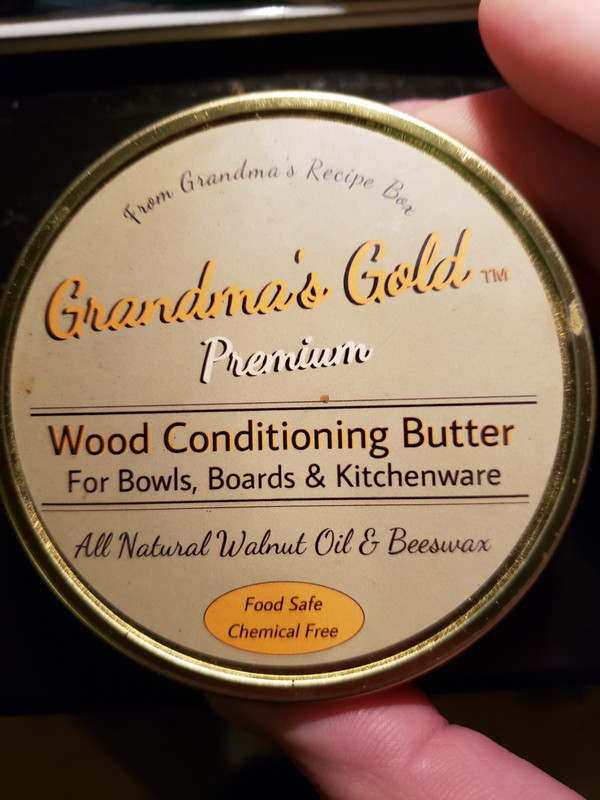 From Grandma's Recipe Box
Grandma's Gold™
Premium
Wood Conditioning Butter
For Bowls, Boards & Kitchenware
All Natural Walnut Oil & Beeswax
Food Safe
Chemical Free